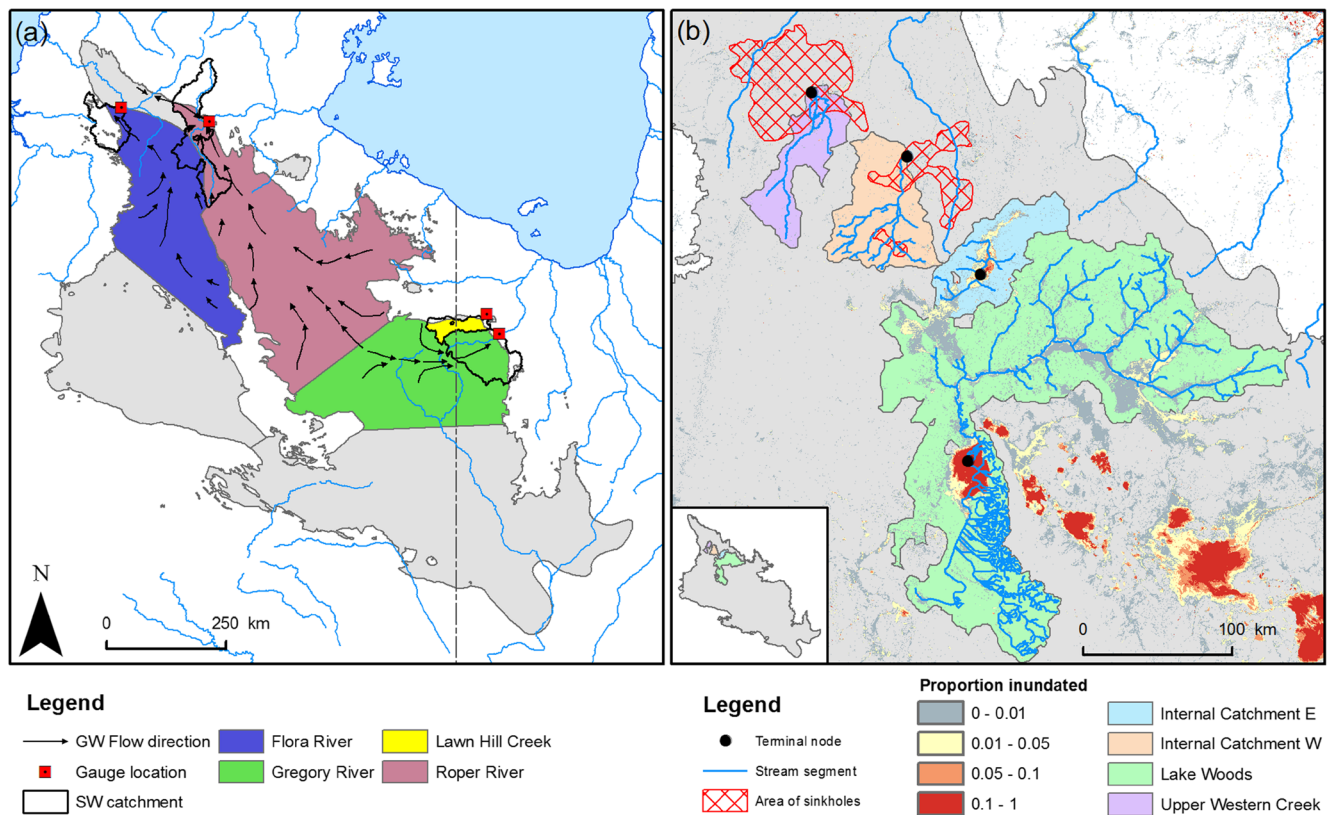 (a)
N
0 250 km
(b)
0 100 km
Legend
GW Flow direction Flora River Lawn Hill Creek
Gauge location Gregory River Roper River
SW catchment
Legend
Terminal node
Stream segment
Area of sinkholes
Proportion inundated
0 - 0.01 Internal Catchment E
0.01 - 0.05 Internal Catchment W
0.05 - 0.1 Lake Woods
0.1 - 1 Upper Western Creek